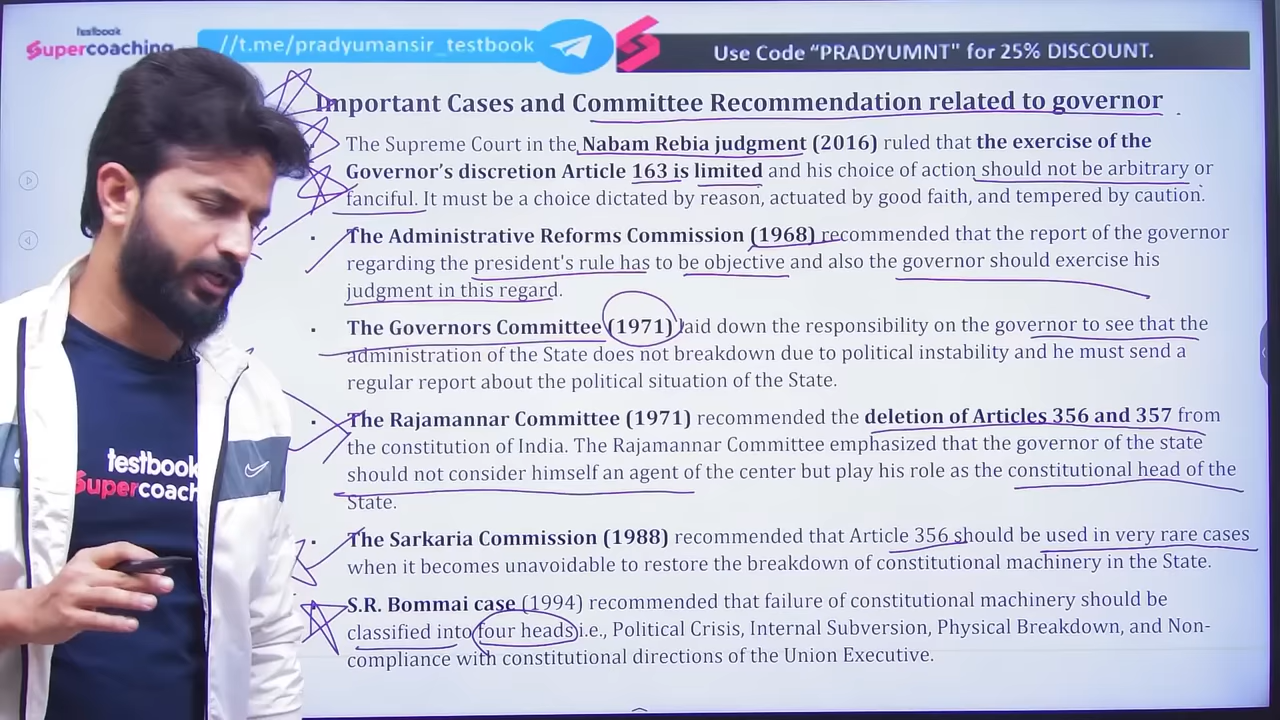 testbook
Supercoaching
//t.me/pradyumansir_testbook
Use Code “PRADYUMNT" for 25% DISCOUNT.
Important Cases and Committee Recommendation related to governor
The Supreme Court in the Nabam Rebia judgment (2016) ruled that the exercise of the
Governor’s discretion Article 163 is limited and his choice of action should not be arbitrary or
fanciful. It must be a choice dictated by reason, actuated by good faith, and tempered by caution.
The Administrative Reforms Commission (1968) recommended that the report of the governor
regarding the president's rule has to be objective and also the governor should exercise his
judgment in this regard.
The Governors Committee (1971) laid down the responsibility on the governor to see that the
administration of the State does not breakdown due to political instability and he must send a
regular report about the political situation of the State.
The Rajamannar Committee (1971) recommended the deletion of Articles 356 and 357 from
the constitution of India. The Rajamannar Committee emphasized that the governor of the state
should not consider himself an agent of the center but play his role as the constitutional head of the
State.
The Sarkaria Commission (1988) recommended that Article 356 should be used in very rare cases
when it becomes unavoidable to restore the breakdown of constitutional machinery in the State.
S.R. Bommai case (1994) recommended that failure of constitutional machinery should be
classified into four heads i.e., Political Crisis, Internal Subversion, Physical Breakdown, and Non-
compliance with constitutional directions of the Union Executive.
testbook
Supercoach